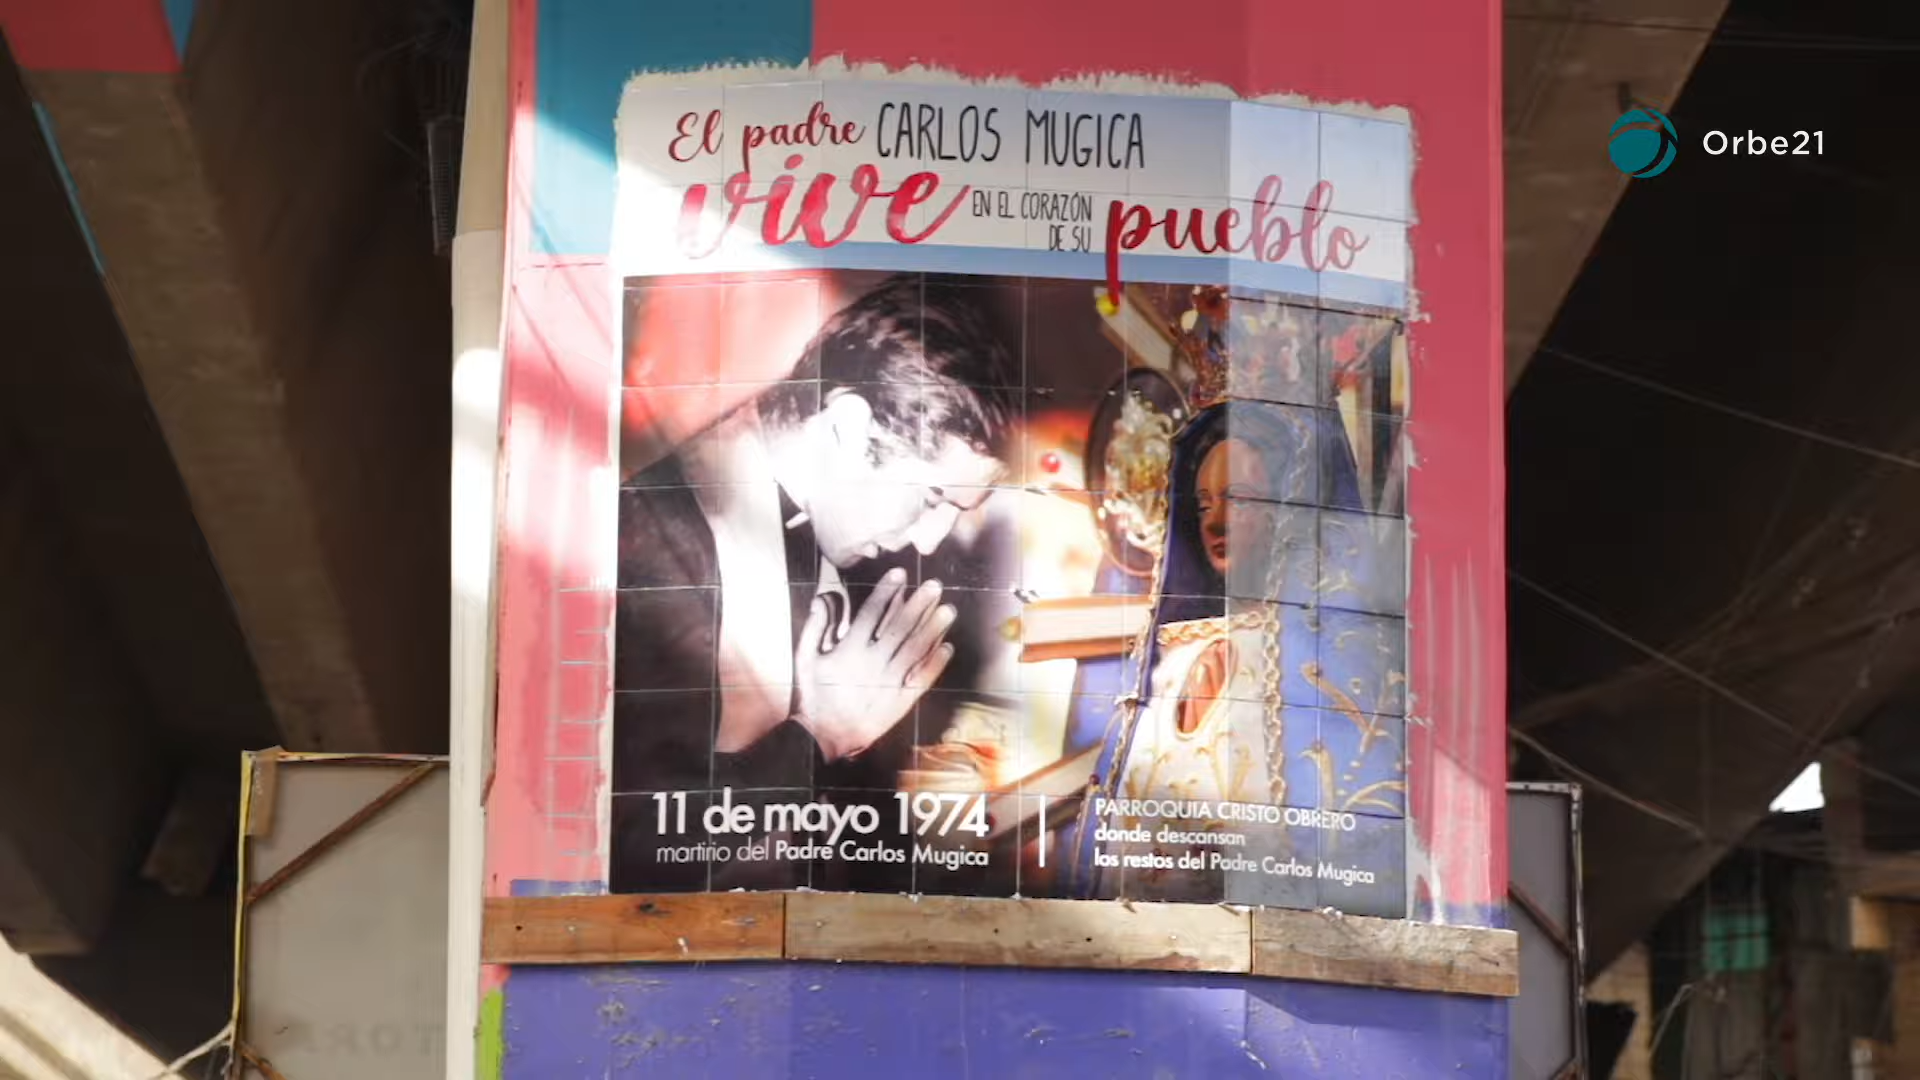 El padre CARLOS MUGICA
vive EN EL CORAZÓN DE SU pueblo
11 de mayo 1974
martirio del Padre Carlos Mugica
PARROQUIA CRISTO OBRERO
donde descansan
los restos del Padre Carlos Mugica
Orbe21